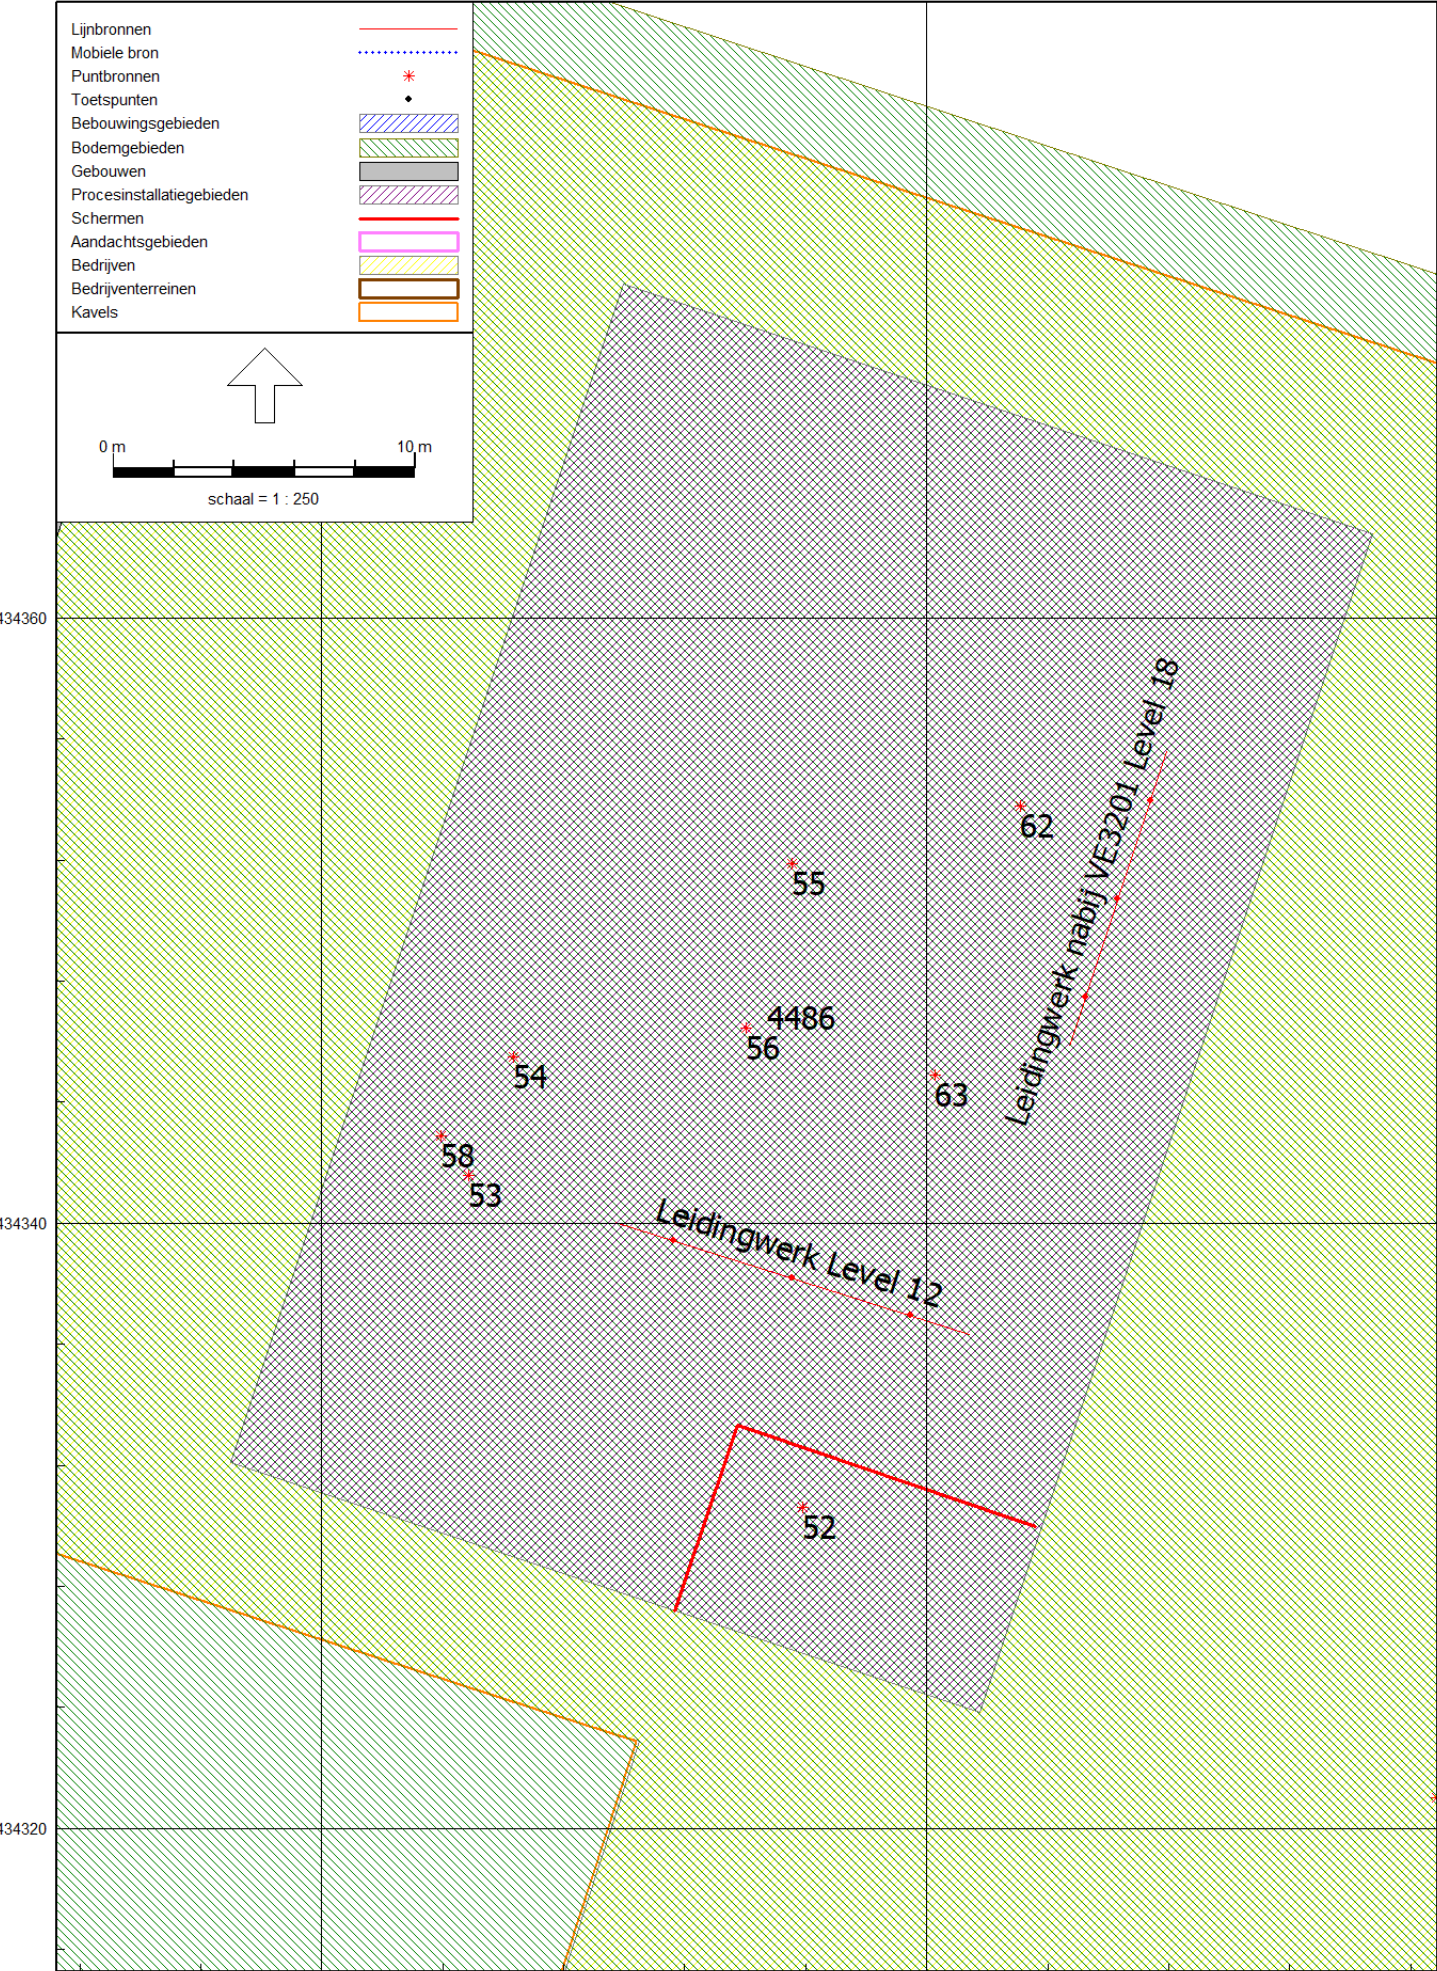 Lijnbronnen
Mobiele bron
Puntbronnen
Toetspunten
Bebouwingsgebieden
Bodemgebieden
Gebouwen
Procesinstallatiegebieden
Schermen
Aandachtsgebieden
Bedrijven
Bedrijventerreinen
Kavels
0 m 10 m
schaal = 1 : 250
434360
Leidingwerk nabij VE3201 Level 18
62
55
4486
56
54
63
58
53
434340
Leidingwerk Level 12
52
434320